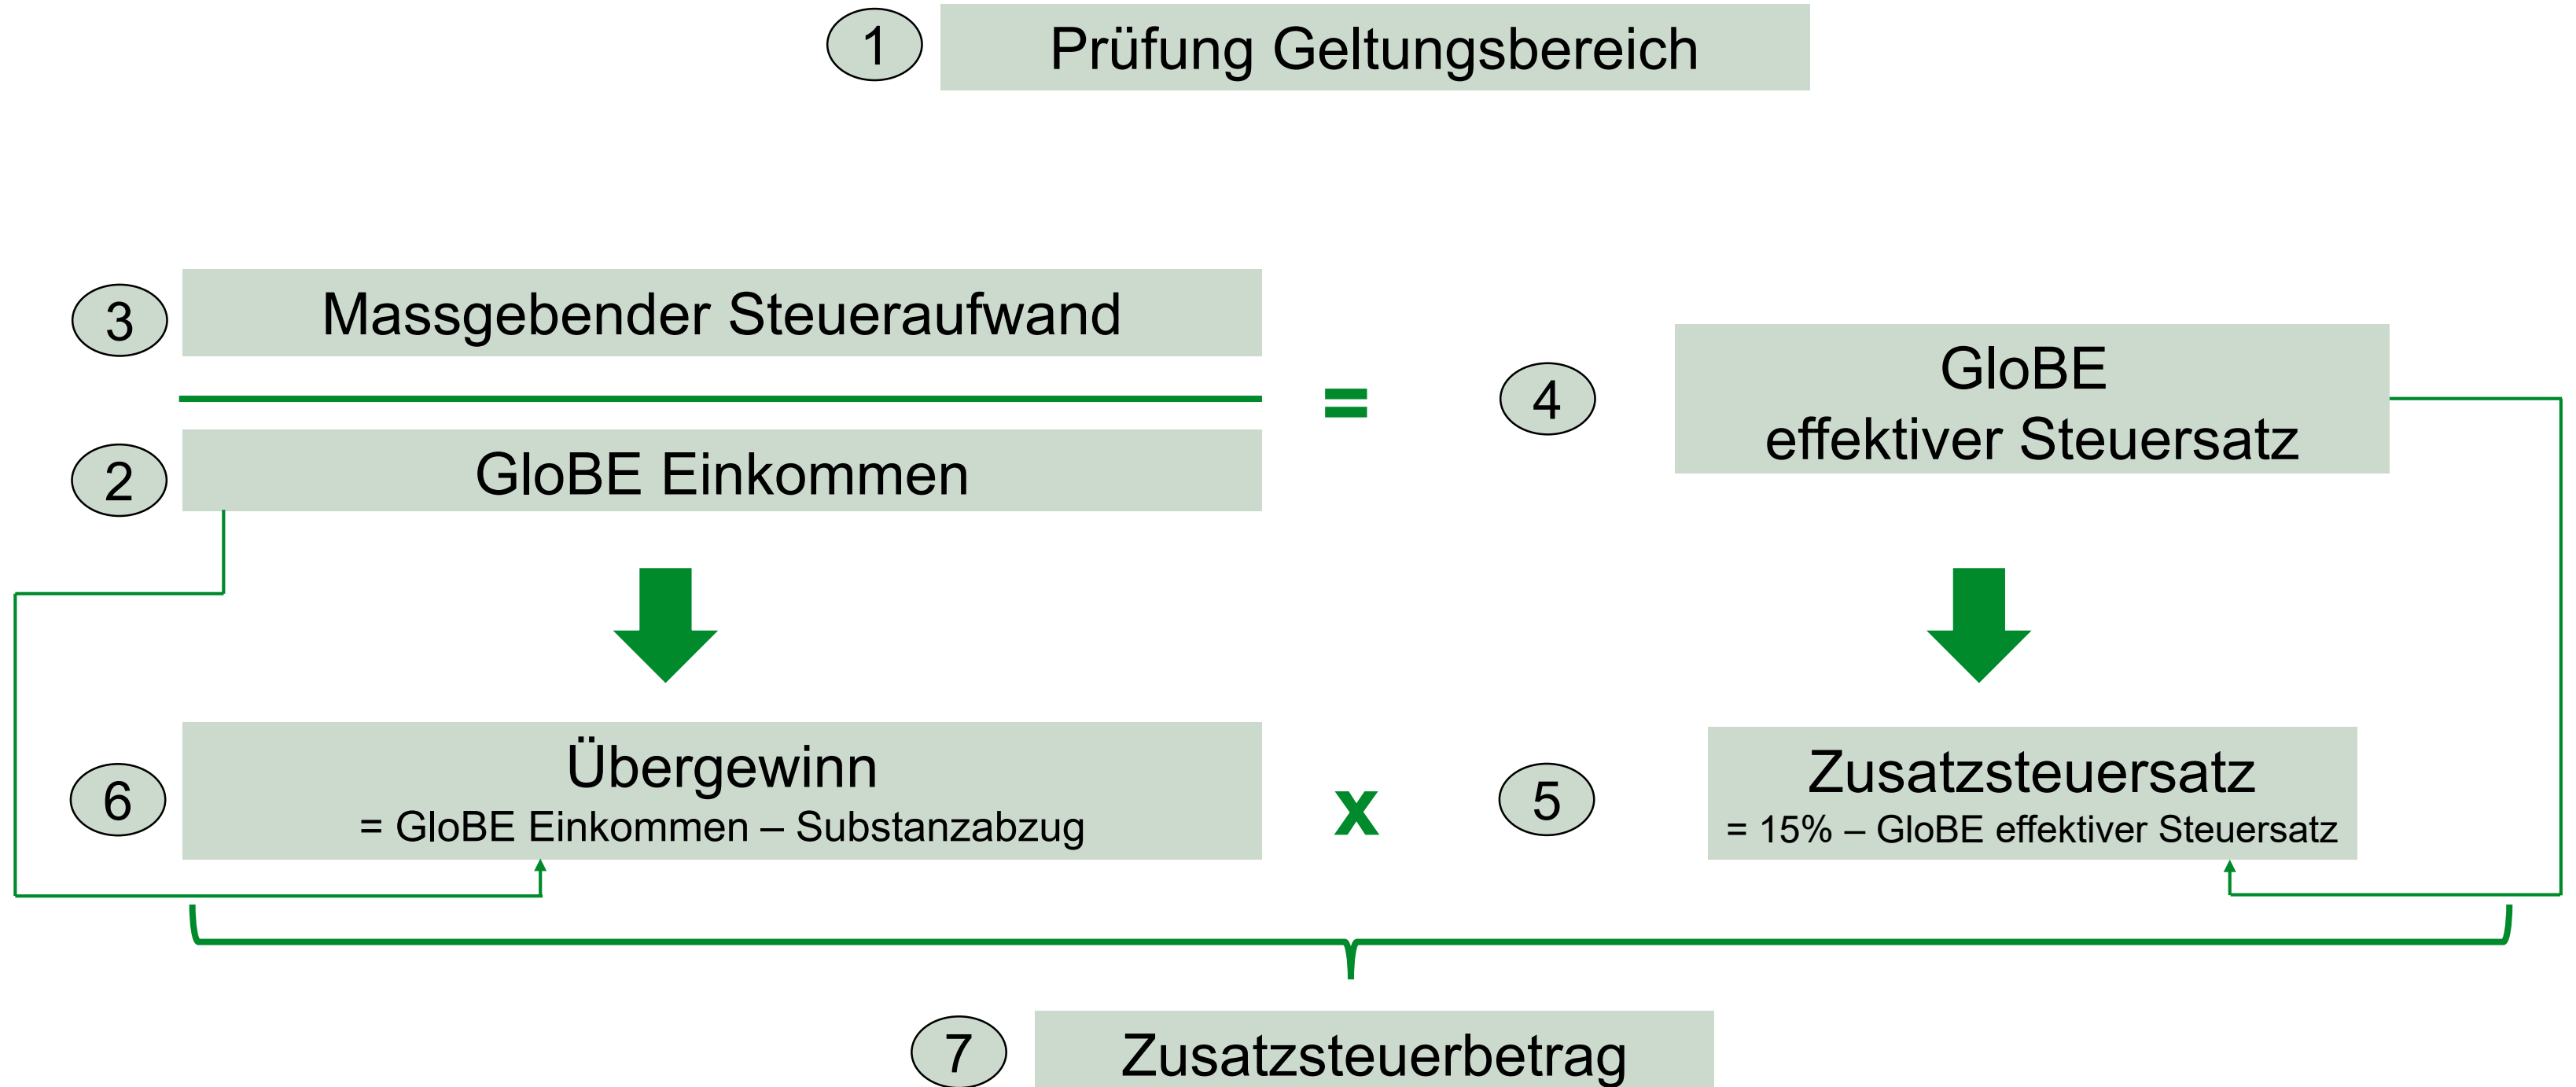 1
Prüfung Geltungsbereich
3
Massgebender Steueraufwand
=
4
GloBE
effektiver Steuersatz
2
GloBE Einkommen
6
Übergewinn
= GloBE Einkommen – Substanzabzug
x
5
Zusatzsteuersatz
= 15% – GloBE effektiver Steuersatz
7
Zusatzsteuerbetrag